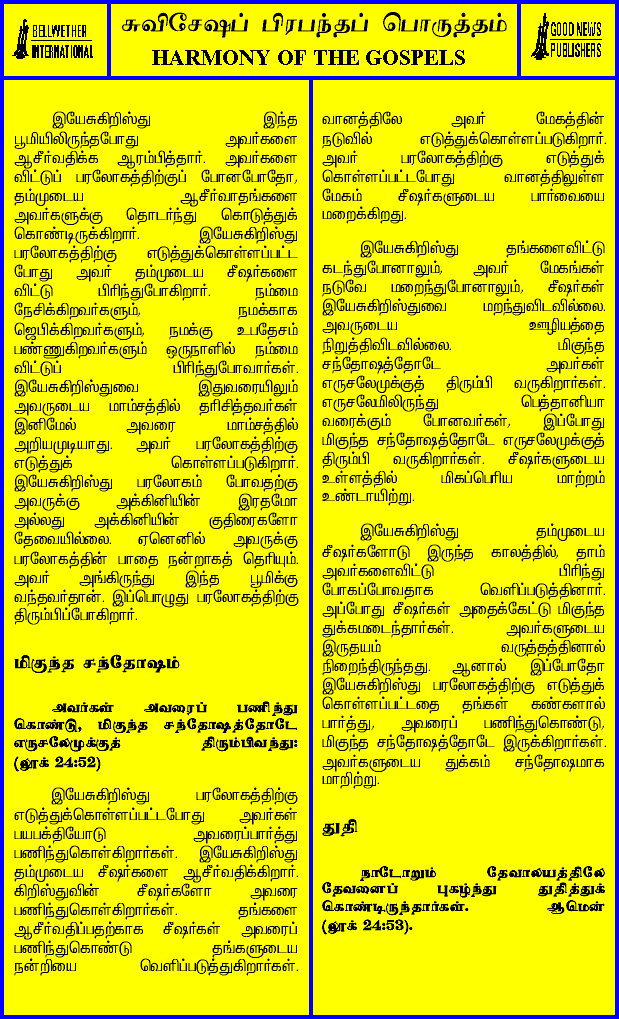 BELLWETHER
INTERNATIONAL
சுவிசேஷப் பிரபந்தப் பொருத்தம்
HARMONY OF THE GOSPELS
GOOD NEWS
PUBLISHERS
இயேசுகிறிஸ்து இந்த
பூமியிலிருந்தபோது அவர்களை
ஆசீர்வதிக்க ஆரம்பித்தார். அவர்களை
விட்டுப் பரலோகத்திற்குப் போனபோதோ,
தம்முடைய ஆசீர்வாதங்களை
அவர்களுக்கு தொடர்ந்து கொடுத்துக்
கொண்டிருக்கிறார். இயேசுகிறிஸ்து
பரலோகத்திற்கு எடுத்துக்கொள்ளப்பட்ட
போது அவர் தம்முடைய சீஷர்களை
விட்டு பிரிந்துபோகிறார். நம்மை
நேசிக்கிறவர்களும், நமக்காக
ஜெபிக்கிறவர்களும், நமக்கு உபதேசம்
பண்ணுகிறவர்களும் ஒருநாளில் நம்மை
விட்டுப் பிரிந்துபோவார்கள்.
இயேசுகிறிஸ்துவை இதுவரையிலும்
அவருடைய மாம்சத்தில் தரிசித்தவர்கள்
இனிமேல் அவரை மாம்சத்தில்
அறியமுடியாது. அவர் பரலோகத்திற்கு
எடுத்துக் கொள்ளப்படுகிறார்.
இயேசுகிறிஸ்து பரலோகம் போவதற்கு
அவருக்கு அக்கினியின் இரதமோ
அல்லது அக்கினியின் குதிரைகளோ
தேவையில்லை. ஏனெனில் அவருக்கு
பரலோகத்தின் பாதை நன்றாகத் தெரியும்.
அவர் அங்கிருந்து இந்த பூமிக்கு
வந்தவர்தான். இப்பொழுது பரலோகத்திற்கு
திரும்பிப்போகிறார்.
மிகுந்த சந்தோஷம்
அவர்கள் அவரைப் பணிந்து
கொண்டு, மிகுந்த சந்தோஷத்தோடே
எருசலேமுக்குத் திரும்பிவந்து:
(லூக் 24:52)
இயேசுகிறிஸ்து பரலோகத்திற்கு
எடுத்துக்கொள்ளப்பட்டபோது அவர்கள்
பயபக்தியோடு அவரைப்பார்த்து
பணிந்துகொள்கிறார்கள். இயேசுகிறிஸ்து
தம்முடைய சீஷர்களை ஆசீர்வதிக்கிறார்.
கிறிஸ்துவின் சீஷர்களோ அவரை
பணிந்துகொள்கிறார்கள். தங்களை
ஆசீர்வதிப்பதற்காக சீஷர்கள் அவரைப்
பணிந்துகொண்டு தங்களுடைய
நன்றியை வெளிப்படுத்துகிறார்கள்.
வானத்திலே அவர் மேகத்தின்
நடுவில் எடுத்துக்கொள்ளப்படுகிறார்.
அவர் பரலோகத்திற்கு எடுத்துக்
கொள்ளப்பட்டபோது வானத்திலுள்ள
மேகம் சீஷர்களுடைய பார்வையை
மறைக்கிறது.
இயேசுகிறிஸ்து தங்களைவிட்டு
கடந்துபோனாலும், அவர் மேகங்கள்
நடுவே மறைந்துபோனாலும், சீஷர்கள்
இயேசுகிறிஸ்துவை மறந்துவிடவில்லை.
அவருடைய ஊழியத்தை
நிறுத்திவிடவில்லை. மிகுந்த
சந்தோஷத்தோடே அவர்கள்
எருசலேமுக்குத் திரும்பி வருகிறார்கள்.
எருசலேமிலிருந்து பெத்தானியா
வரைக்கும் போனவர்கள், இப்போது
மிகுந்த சந்தோஷத்தோடே எருசலேமுக்குத்
திரும்பி வருகிறார்கள். சீஷர்களுடைய
உள்ளத்தில் மிகப்பெரிய மாற்றம்
உண்டாயிற்று.
இயேசுகிறிஸ்து தம்முடைய
சீஷர்களோடு இருந்த காலத்தில், தாம்
அவர்களைவிட்டு பிரிந்து
போகப்போவதாக வெளிப்படுத்தினார்.
அப்போது சீஷர்கள் அதைக்கேட்டு மிகுந்த
துக்கமடைந்தார்கள். அவர்களுடைய
இருதயம் வருத்தத்தினால்
நிறைந்திருந்தது. ஆனால் இப்போதோ
இயேசுகிறிஸ்து பரலோகத்திற்கு எடுத்துக்
கொள்ளப்பட்டதை தங்கள் கண்களால்
பார்த்து, அவரைப் பணிந்துகொண்டு,
மிகுந்த சந்தோஷத்தோடே இருக்கிறார்கள்.
அவர்களுடைய துக்கம் சந்தோஷமாக
மாறிற்று.
துதி
நாடோறும் தேவாலயத்திலே
தேவனைப் புகழ்ந்து துதித்துக்
கொண்டிருந்தார்கள். ஆமென்
(லூக் 24:53).